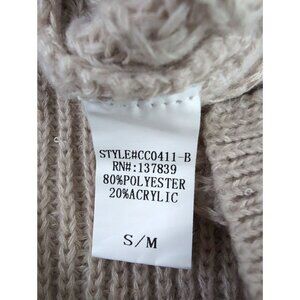 STYLE#CC0411-B
RN#:137839
80%POLYESTER
20%ACRYLIC
S/M